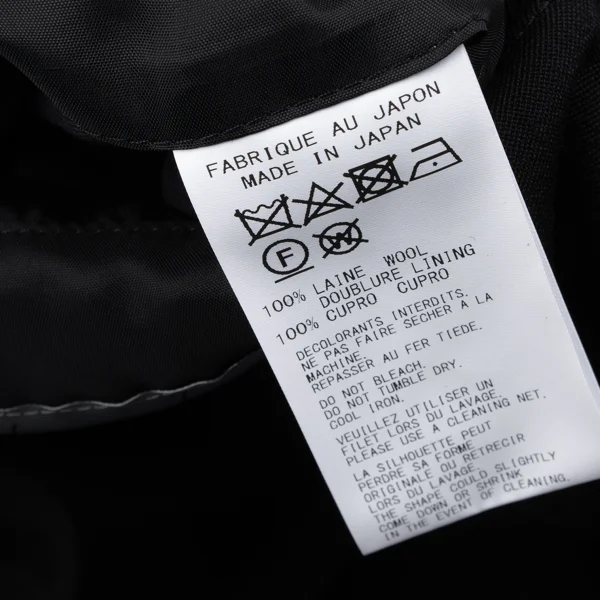 FABRIQUE AU JAPON
MADE IN JAPAN
F W
100% LAINE WOOL
DOUBLURE LINING
100% CUPRO CUPRO
DECOLORANTS INTERDITS.
NE PAS FAIRE SECHER A LA
MACHINE.
REPASSER AU FER TIEDE.
DO NOT BLEACH.
DO NOT TUMBLE DRY.
COOL IRON.
VEUILLEZ UTILISER UN
FILET LORS DU LAVAGE.
PLEASE USE A CLEANING NET.
LA SILHOUETTE PEUT
PERDRE SA FORME
ORIGINALE OU RETRECIR
LORS DU LAVAGE.
THE SHAPE COULD SLIGHTLY
COME DOWN OR SHRINK
IN THE EVENT OF CLEANING.